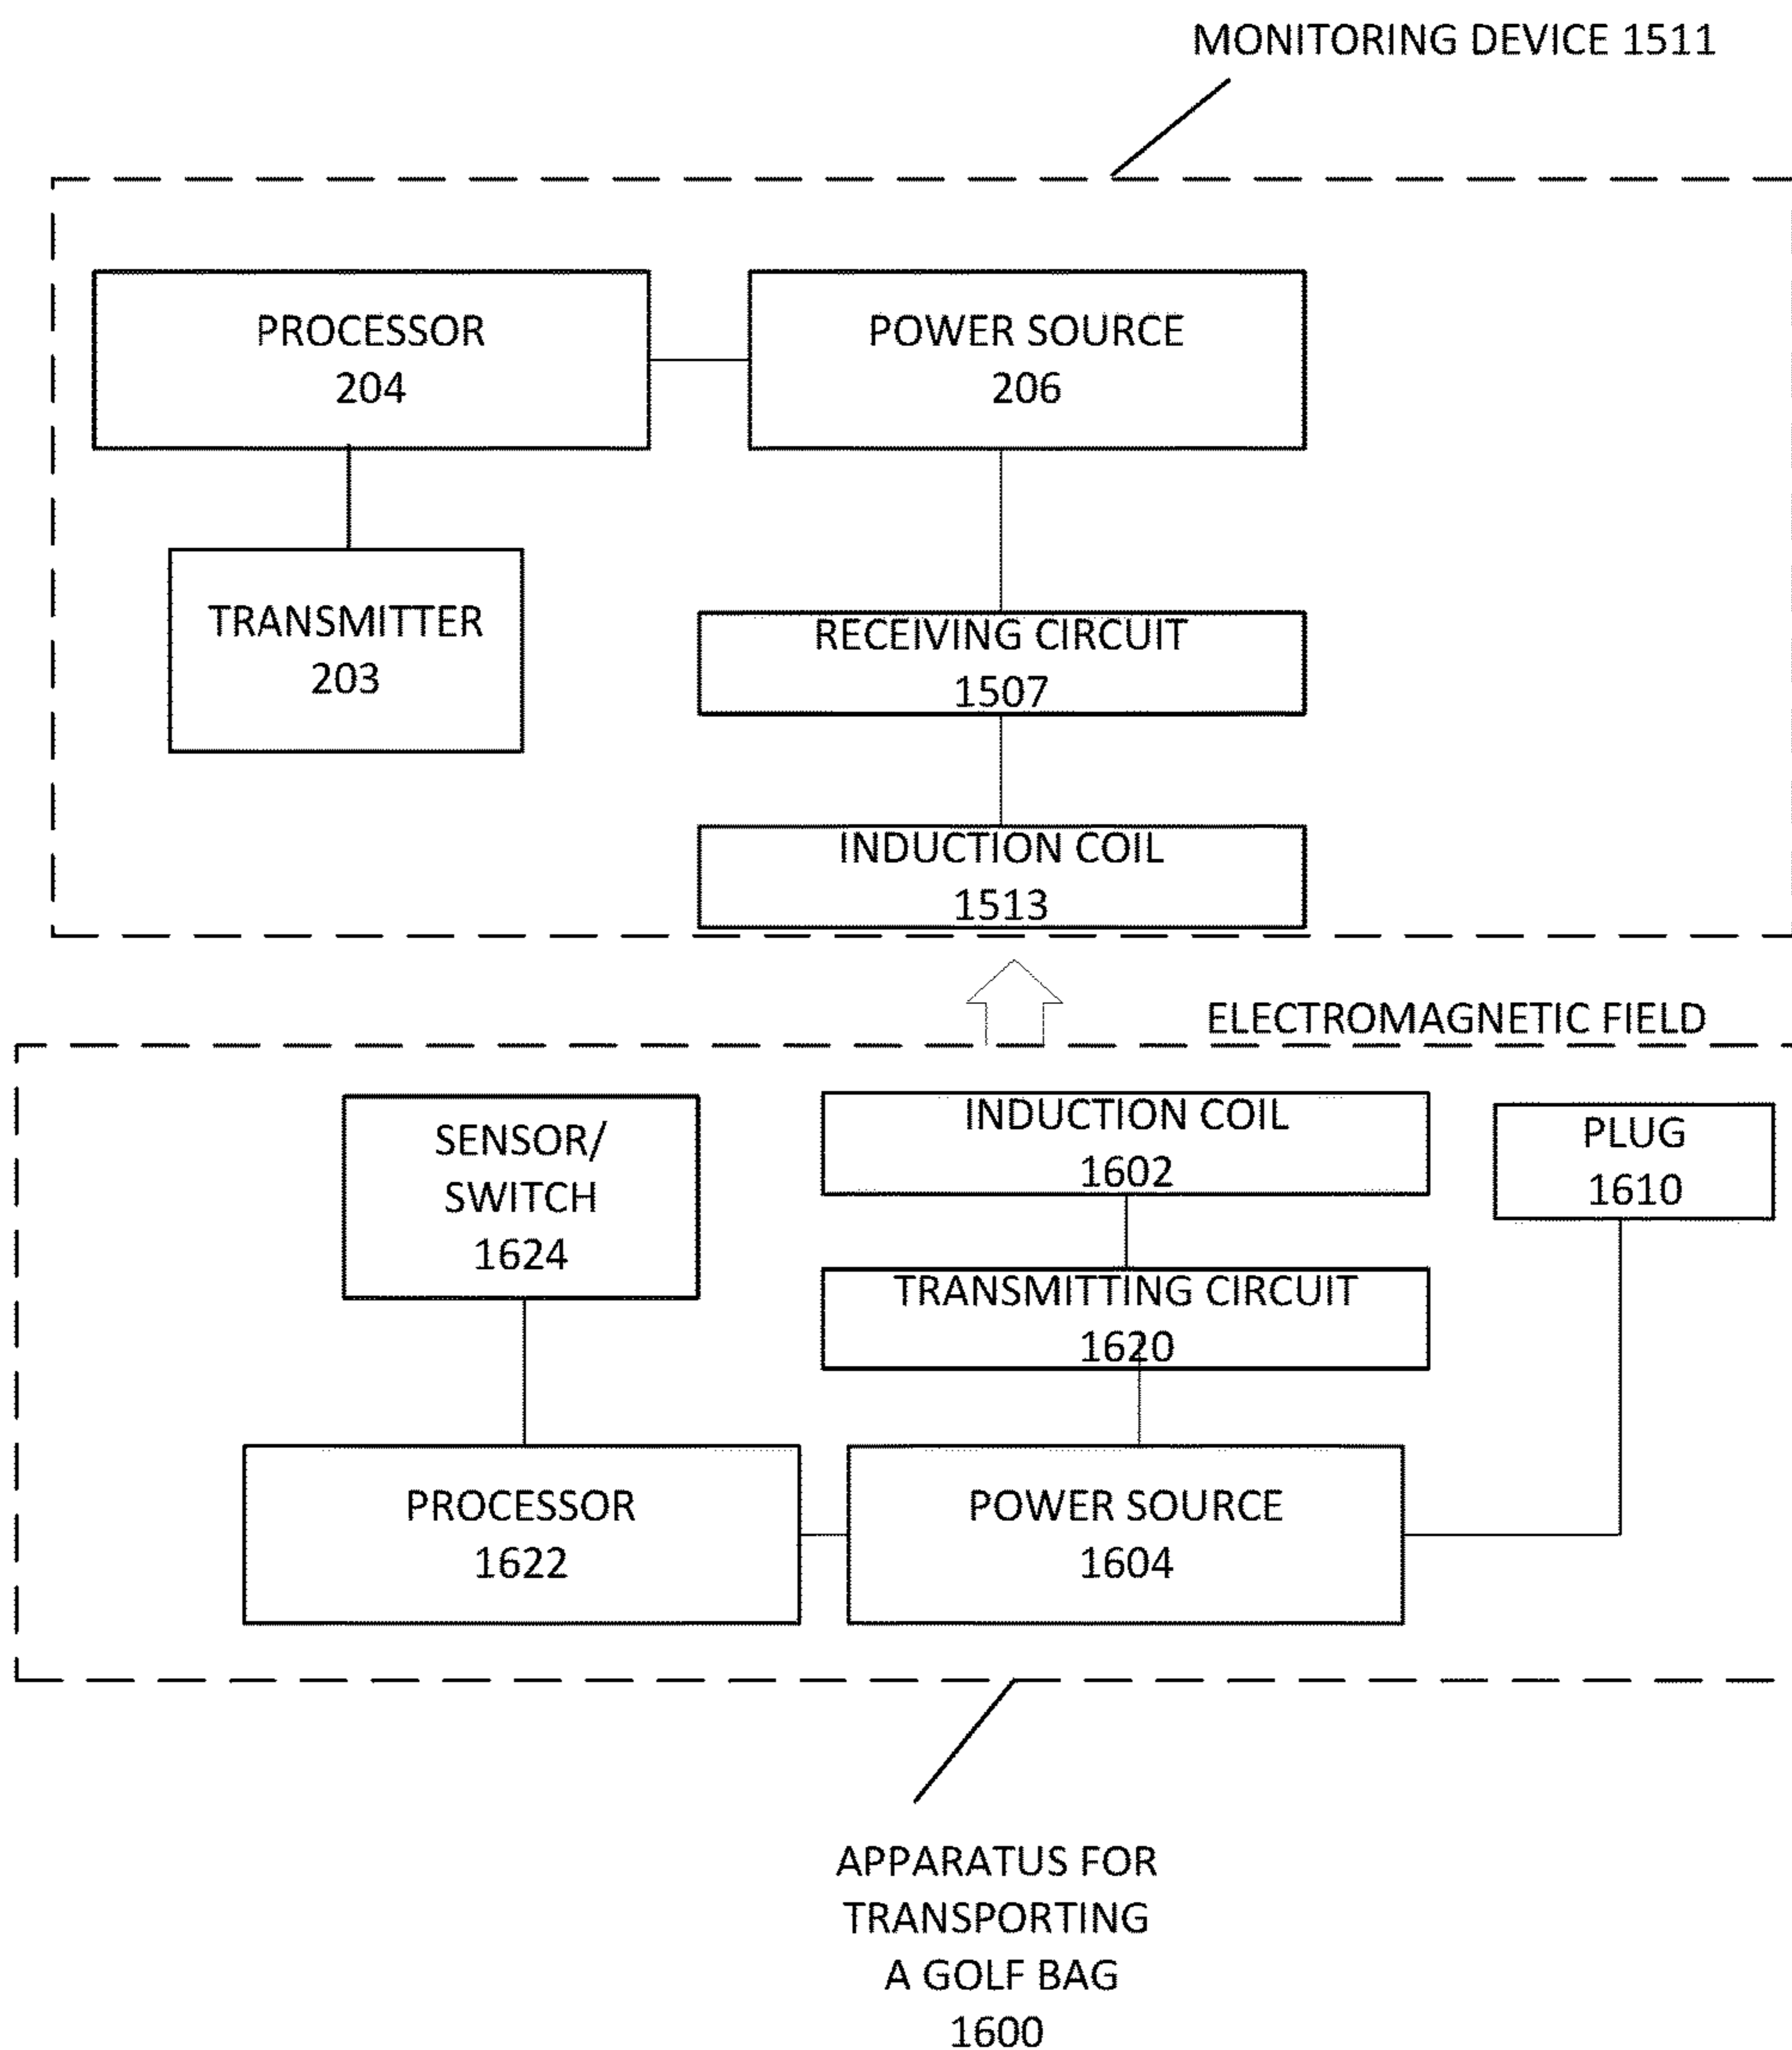 MONITORING DEVICE 1511
PROCESSOR
204
POWER SOURCE
206
TRANSMITTER
203
RECEIVING CIRCUIT
1507
INDUCTION COIL
1513
ELECTROMAGNETIC FIELD
SENSOR/
SWITCH
1624
INDUCTION COIL
1602
PLUG
1610
TRANSMITTING CIRCUIT
1620
PROCESSOR
1622
POWER SOURCE
1604
APPARATUS FOR
TRANSPORTING
A GOLF BAG
1600